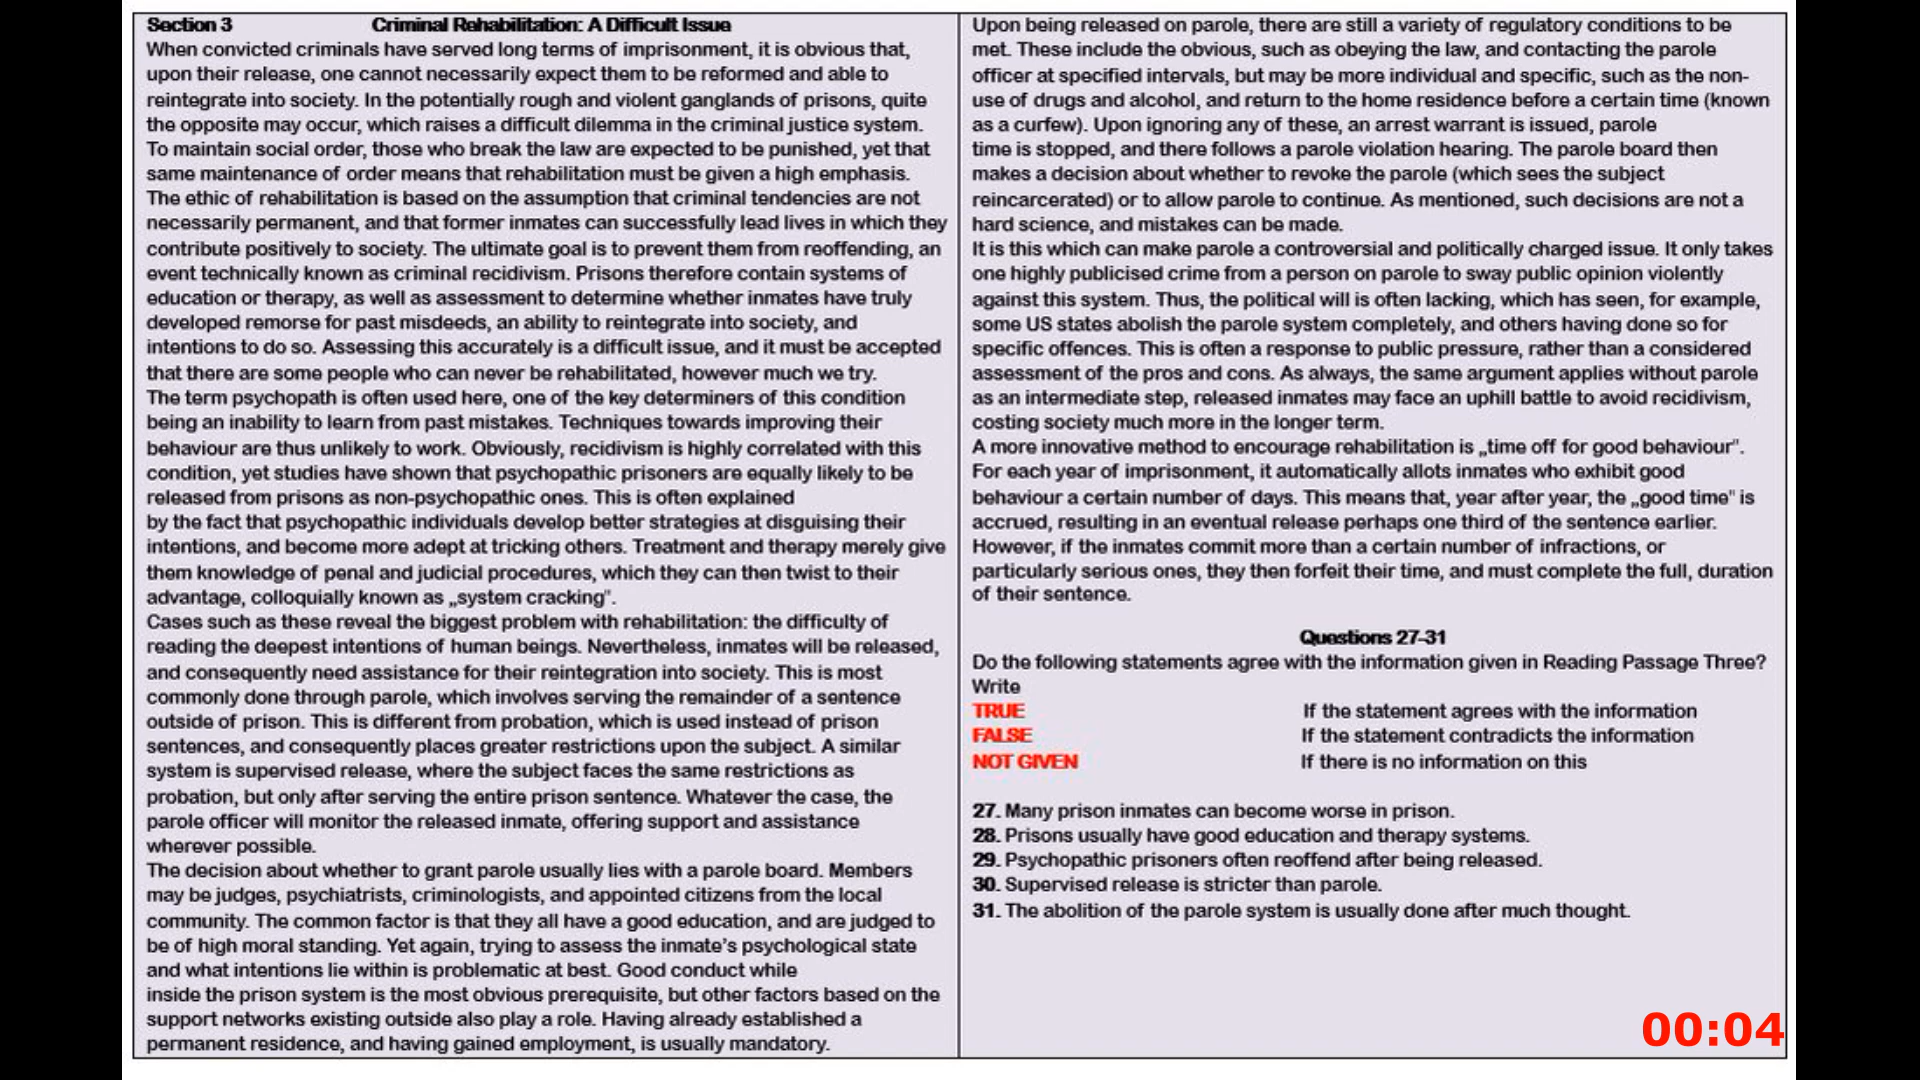 Section 3 Criminal Rehabilitation: A Difficult Issue
When convicted criminals have served long terms of imprisonment, it is obvious that,
upon their release, one cannot necessarily expect them to be reformed and able to
reintegrate into society. In the potentially rough and violent ganglands of prisons, quite
the opposite may occur, which raises a difficult dilemma in the criminal justice system.
To maintain social order, those who break the law are expected to be punished, yet that
same maintenance of order means that rehabilitation must be given a high emphasis.
The ethic of rehabilitation is based on the assumption that criminal tendencies are not
necessarily permanent, and that former inmates can successfully lead lives in which they
contribute positively to society. The ultimate goal is to prevent them from reoffending, an
event technically known as criminal recidivism. Prisons therefore contain systems of
education or therapy, as well as assessment to determine whether inmates have truly
developed remorse for past misdeeds, an ability to reintegrate into society, and
intentions to do so. Assessing this accurately is a difficult issue, and it must be accepted
that there are some people who can never be rehabilitated, however much we try.
The term psychopath is often used here, one of the key determiners of this condition
being an inability to learn from past mistakes. Techniques towards improving their
behaviour are thus unlikely to work. Obviously, recidivism is highly correlated with this
condition, yet studies have shown that psychopathic prisoners are equally likely to be
released from prisons as non-psychopathic ones. This is often explained
by the fact that psychopathic individuals develop better strategies at disguising their
intentions, and become more adept at tricking others. Treatment and therapy merely give
them knowledge of penal and judicial procedures, which they can then twist to their
advantage, colloquially known as „system cracking".
Cases such as these reveal the biggest problem with rehabilitation: the difficulty of
reading the deepest intentions of human beings. Nevertheless, inmates will be released,
and consequently need assistance for their reintegration into society. This is most
commonly done through parole, which involves serving the remainder of a sentence
outside of prison. This is different from probation, which is used instead of prison
sentences, and consequently places greater restrictions upon the subject. A similar
system is supervised release, where the subject faces the same restrictions as
probation, but only after serving the entire prison sentence. Whatever the case, the
parole officer will monitor the released inmate, offering support and assistance
wherever possible.
The decision about whether to grant parole usually lies with a parole board. Members
may be judges, psychiatrists, criminologists, and appointed citizens from the local
community. The common factor is that they all have a good education, and are judged to
be of high moral standing. Yet again, trying to assess the inmate's psychological state
and what intentions lie within is problematic at best. Good conduct while
inside the prison system is the most obvious prerequisite, but other factors based on the
support networks existing outside also play a role. Having already established a
permanent residence, and having gained employment, is usually mandatory.
Upon being released on parole, there are still a variety of regulatory conditions to be
met. These include the obvious, such as obeying the law, and contacting the parole
officer at specified intervals, but may be more individual and specific, such as the non-
use of drugs and alcohol, and return to the home residence before a certain time (known
as a curfew). Upon ignoring any of these, an arrest warrant is issued, parole
time is stopped, and there follows a parole violation hearing. The parole board then
makes a decision about whether to revoke the parole (which sees the subject
reincarcerated) or to allow parole to continue. As mentioned, such decisions are not a
hard science, and mistakes can be made.
It is this which can make parole a controversial and politically charged issue. It only takes
one highly publicised crime from a person on parole to sway public opinion violently
against this system. Thus, the political will is often lacking, which has seen, for example,
some US states abolish the parole system completely, and others having done so for
specific offences. This is often a response to public pressure, rather than a considered
assessment of the pros and cons. As always, the same argument applies without parole
as an intermediate step, released inmates may face an uphill battle to avoid recidivism,
costing society much more in the longer term.
A more innovative method to encourage rehabilitation is „time off for good behaviour".
For each year of imprisonment, it automatically allots inmates who exhibit good
behaviour a certain number of days. This means that, year after year, the „good time" is
accrued, resulting in an eventual release perhaps one third of the sentence earlier.
However, if the inmates commit more than a certain number of infractions, or
particularly serious ones, they then forfeit their time, and must complete the full, duration
of their sentence.
Questions 27-31
Do the following statements agree with the information given in Reading Passage Three?
Write
TRUE If the statement agrees with the information
FALSE If the statement contradicts the information
NOT GIVEN If there is no information on this
27. Many prison inmates can become worse in prison.
28. Prisons usually have good education and therapy systems.
29. Psychopathic prisoners often reoffend after being released.
30. Supervised release is stricter than parole.
31. The abolition of the parole system is usually done after much thought.
00:04